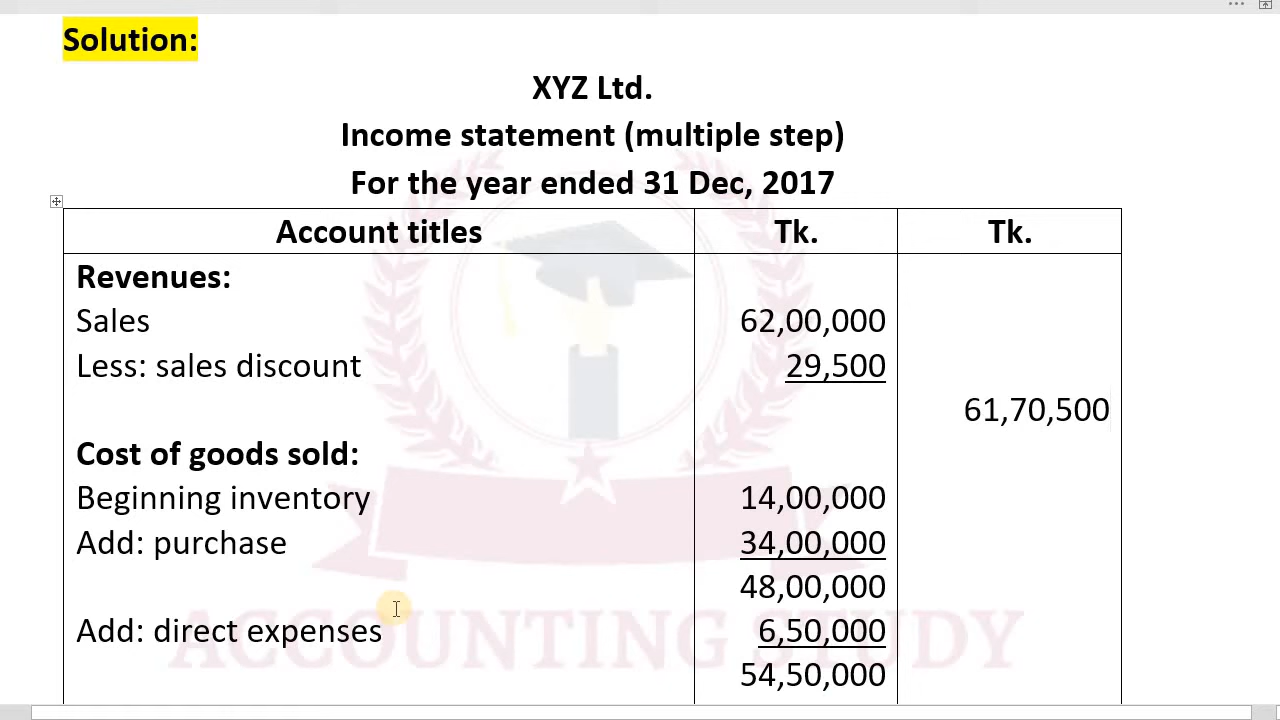 Solution:
XYZ Ltd.
Income statement (multiple step)
For the year ended 31 Dec, 2017
Account titles Tk. Tk.
Revenues:
Sales 62,00,000
Less: sales discount 29,500
61,70,500
Cost of goods sold:
Beginning inventory 14,00,000
Add: purchase 34,00,000
48,00,000
Add: direct expenses 6,50,000
54,50,000
ACCOUNTING STUDY